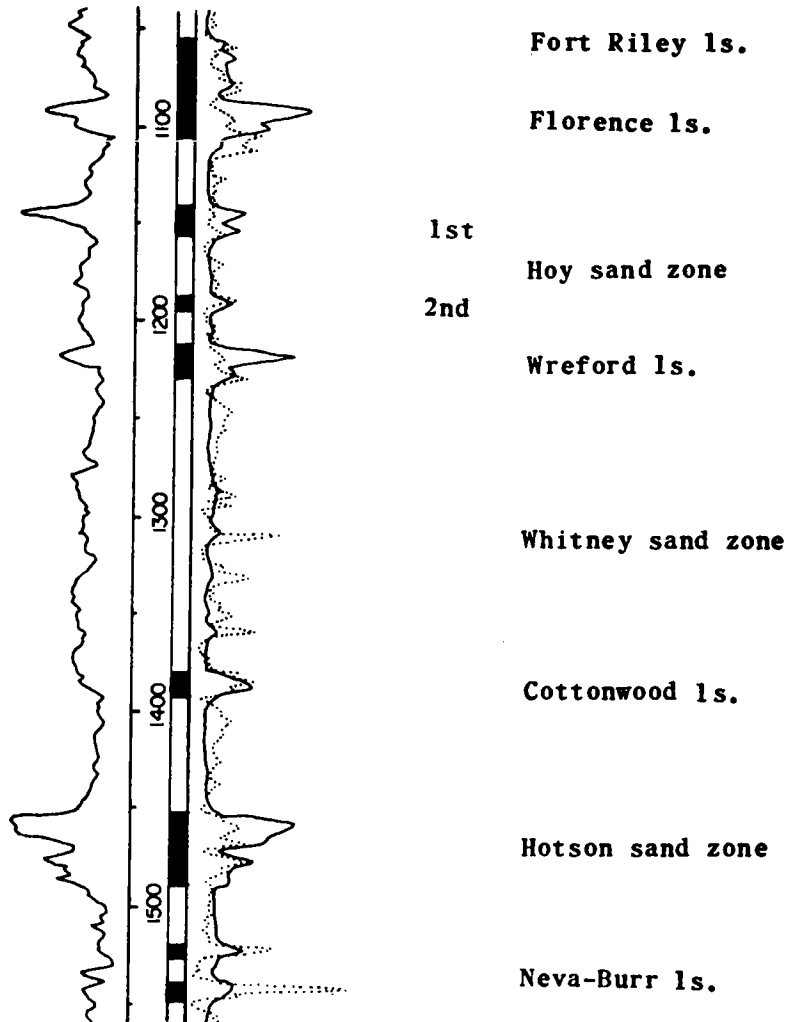 Fort Riley ls.
1100
Florence ls.
1st
Hoy sand zone
1200
2nd
Wreford ls.
1300
Whitney sand zone
1400
Cottonwood ls.
Hotson sand zone
1500
Neva-Burr ls.